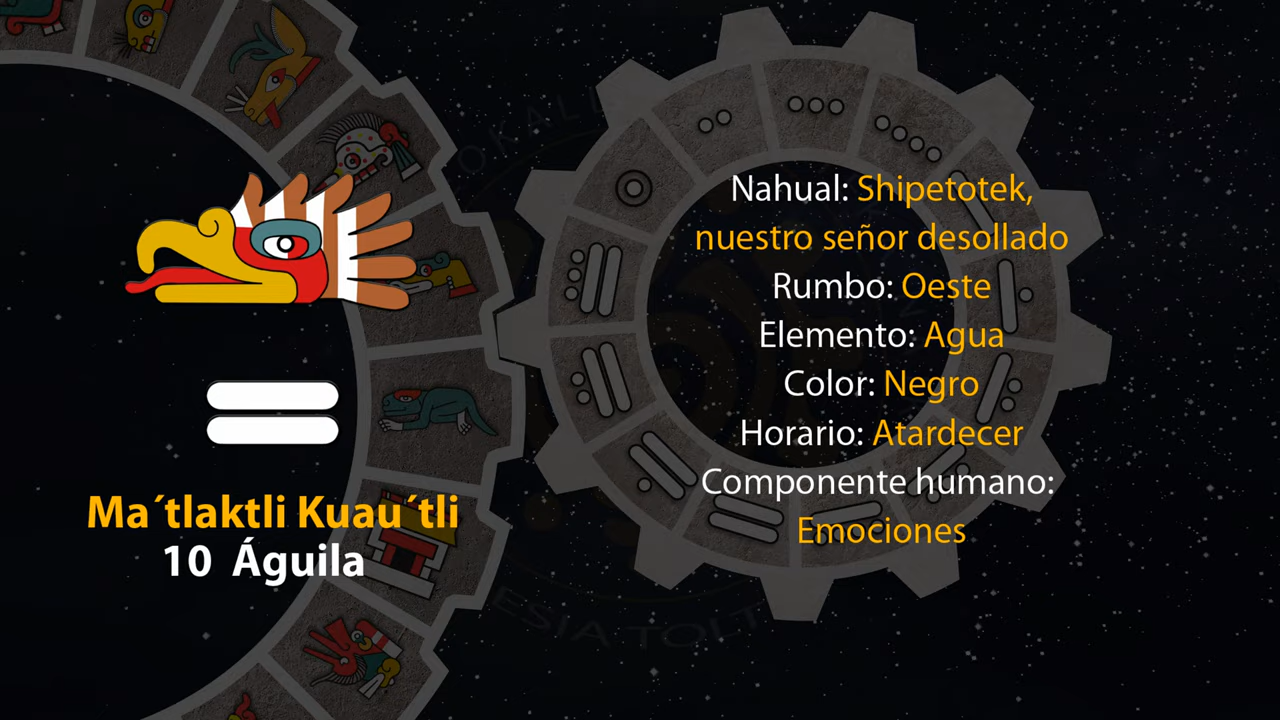 Ma´tlaktli Kuau´tli
10 Águila
Nahual: Shipetotek,
nuestro señor desollado
Rumbo: Oeste
Elemento: Agua
Color: Negro
Horario: Atardecer
Componente humano:
Emociones